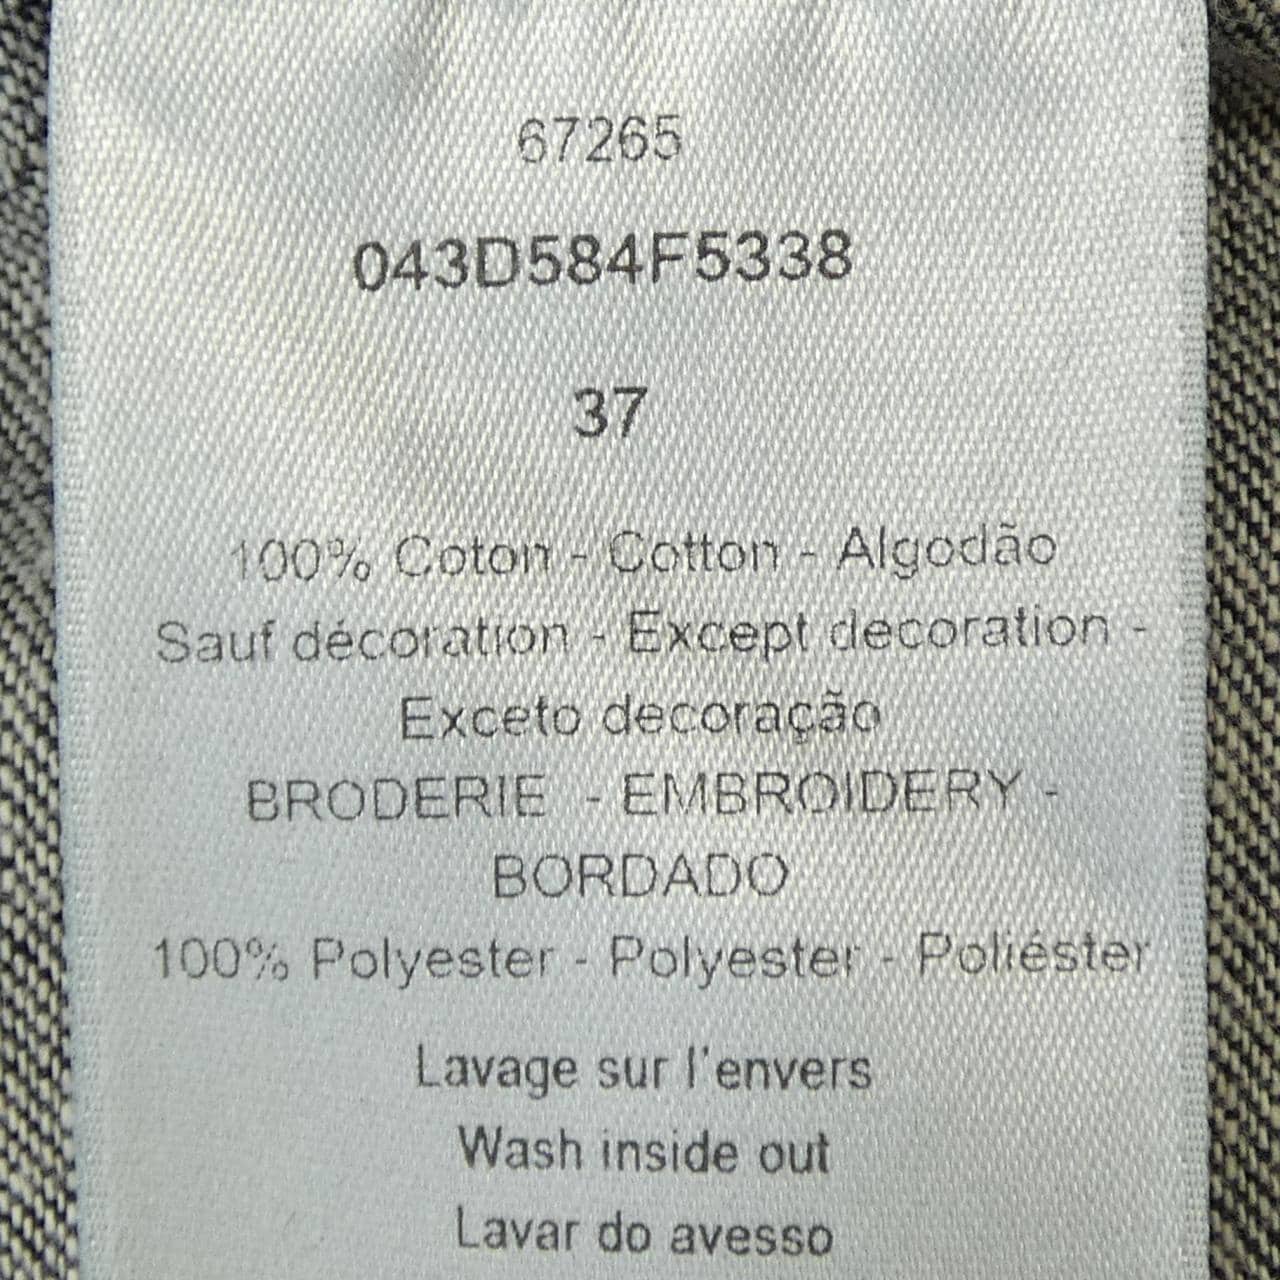 67265
043D584F5338
37
100% Coton - Cotton - Algodão
Sauf décoration - Except decoration -
Exceto decoração
BRODERIE - EMBROIDERY -
BORDADO
100% Polyester - Polyester - Poliéster
Lavage sur l'envers
Wash inside out
Lavar do avesso